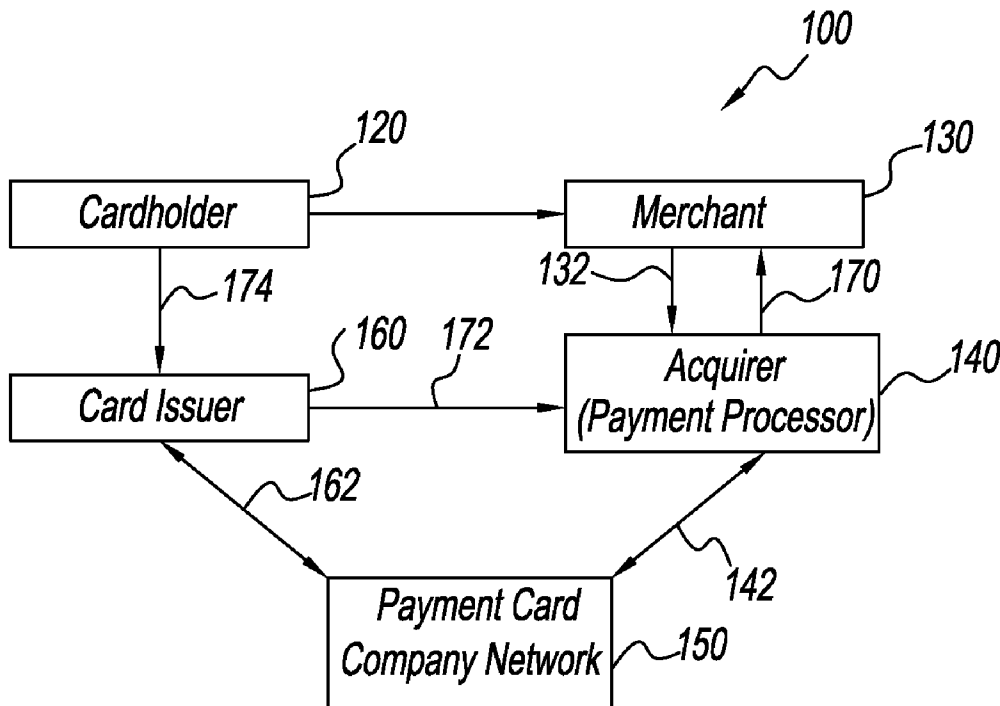 100
120
130
Cardholder
Merchant
174
132
170
160
172
Card Issuer
Acquirer
(Payment Processor)
140
162
142
Payment Card
Company Network
150